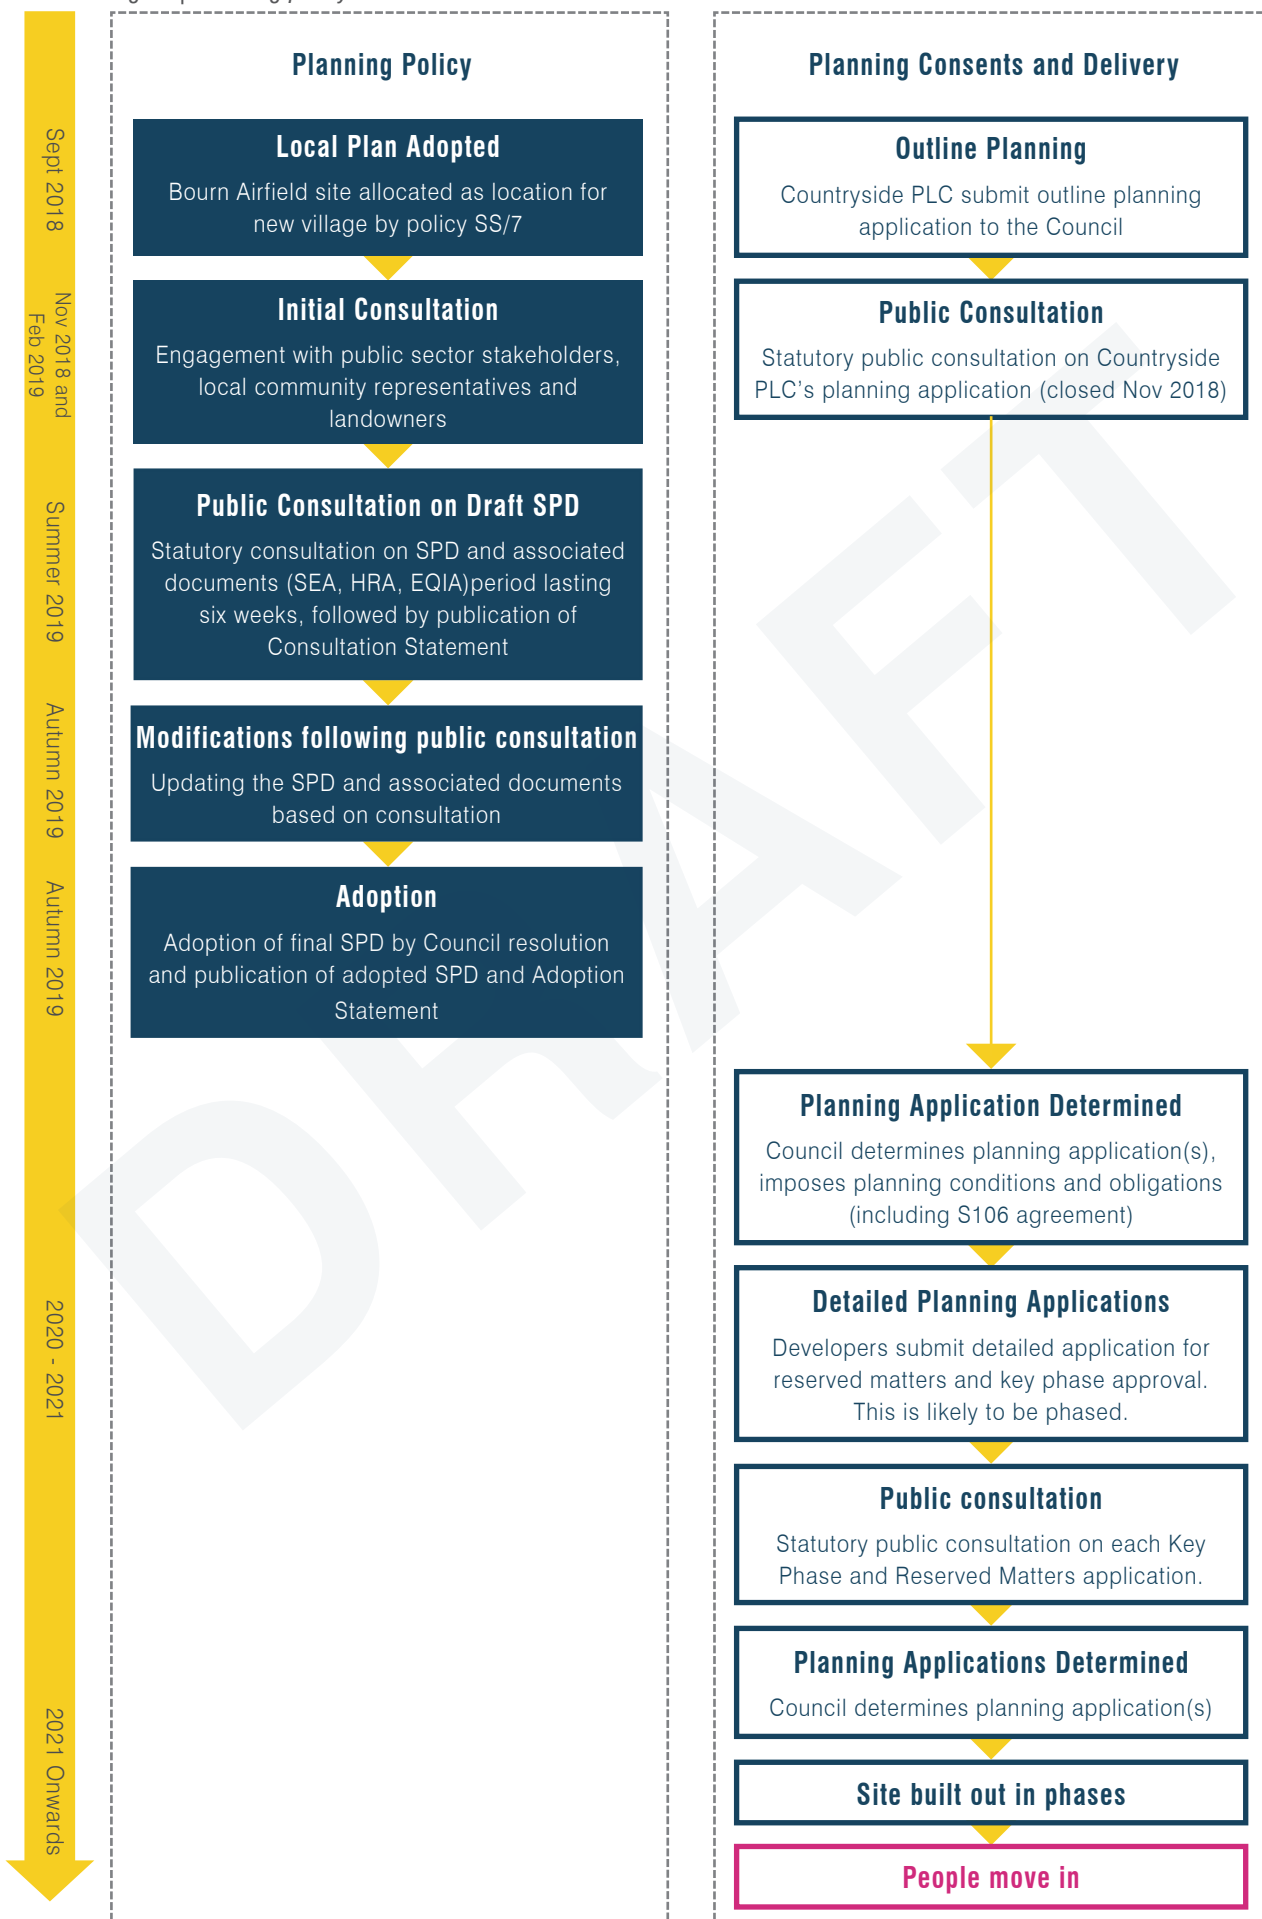 Planning Policy
Local Plan Adopted
Bourn Airfield site allocated as location for
new village by policy SS/7
Initial Consultation
Engagement with public sector stakeholders,
local community representatives and
landowners
Public Consultation on Draft SPD
Statutory consultation on SPD and associated
documents (SEA, HRA, EQIA)period lasting
six weeks, followed by publication of
Consultation Statement
Modifications following public consultation
Updating the SPD and associated documents
based on consultation
Adoption
Adoption of final SPD by Council resolution
and publication of adopted SPD and Adoption
Statement
Planning Consents and Delivery
Outline Planning
Countryside PLC submit outline planning
application to the Council
Public Consultation
Statutory public consultation on Countryside
PLC's planning application (closed Nov 2018)
Planning Application Determined
Council determines planning application(s),
imposes planning conditions and obligations
(including S106 agreement)
Detailed Planning Applications
Developers submit detailed application for
reserved matters and key phase approval.
This is likely to be phased.
Public consultation
Statutory public consultation on each Key
Phase and Reserved Matters application.
Planning Applications Determined
Council determines planning application(s)
Site built out in phases
People move in
Sept 2018
Nov 2018 and
Feb 2019
Summer 2019
Autumn 2019
Autumn 2019
2020 - 2021
2021 Onwards
DRAFT